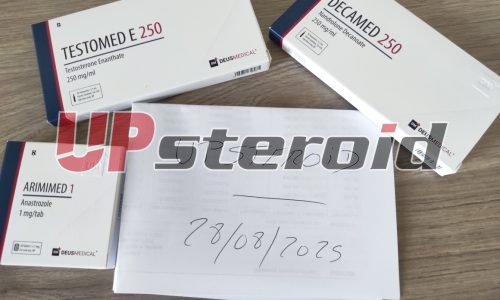 TESTOMED E 250
Testosterone Enanthate
250 mg/ml
DEUSMEDICAL
DECAMED 250
Nandrolone Decanoate
250 mg/ml
DEUSMEDICAL
UPsteroid
ARIMIMED 1
Anastrozole
1 mg/tab
DEUSMEDICAL
28/08/2025